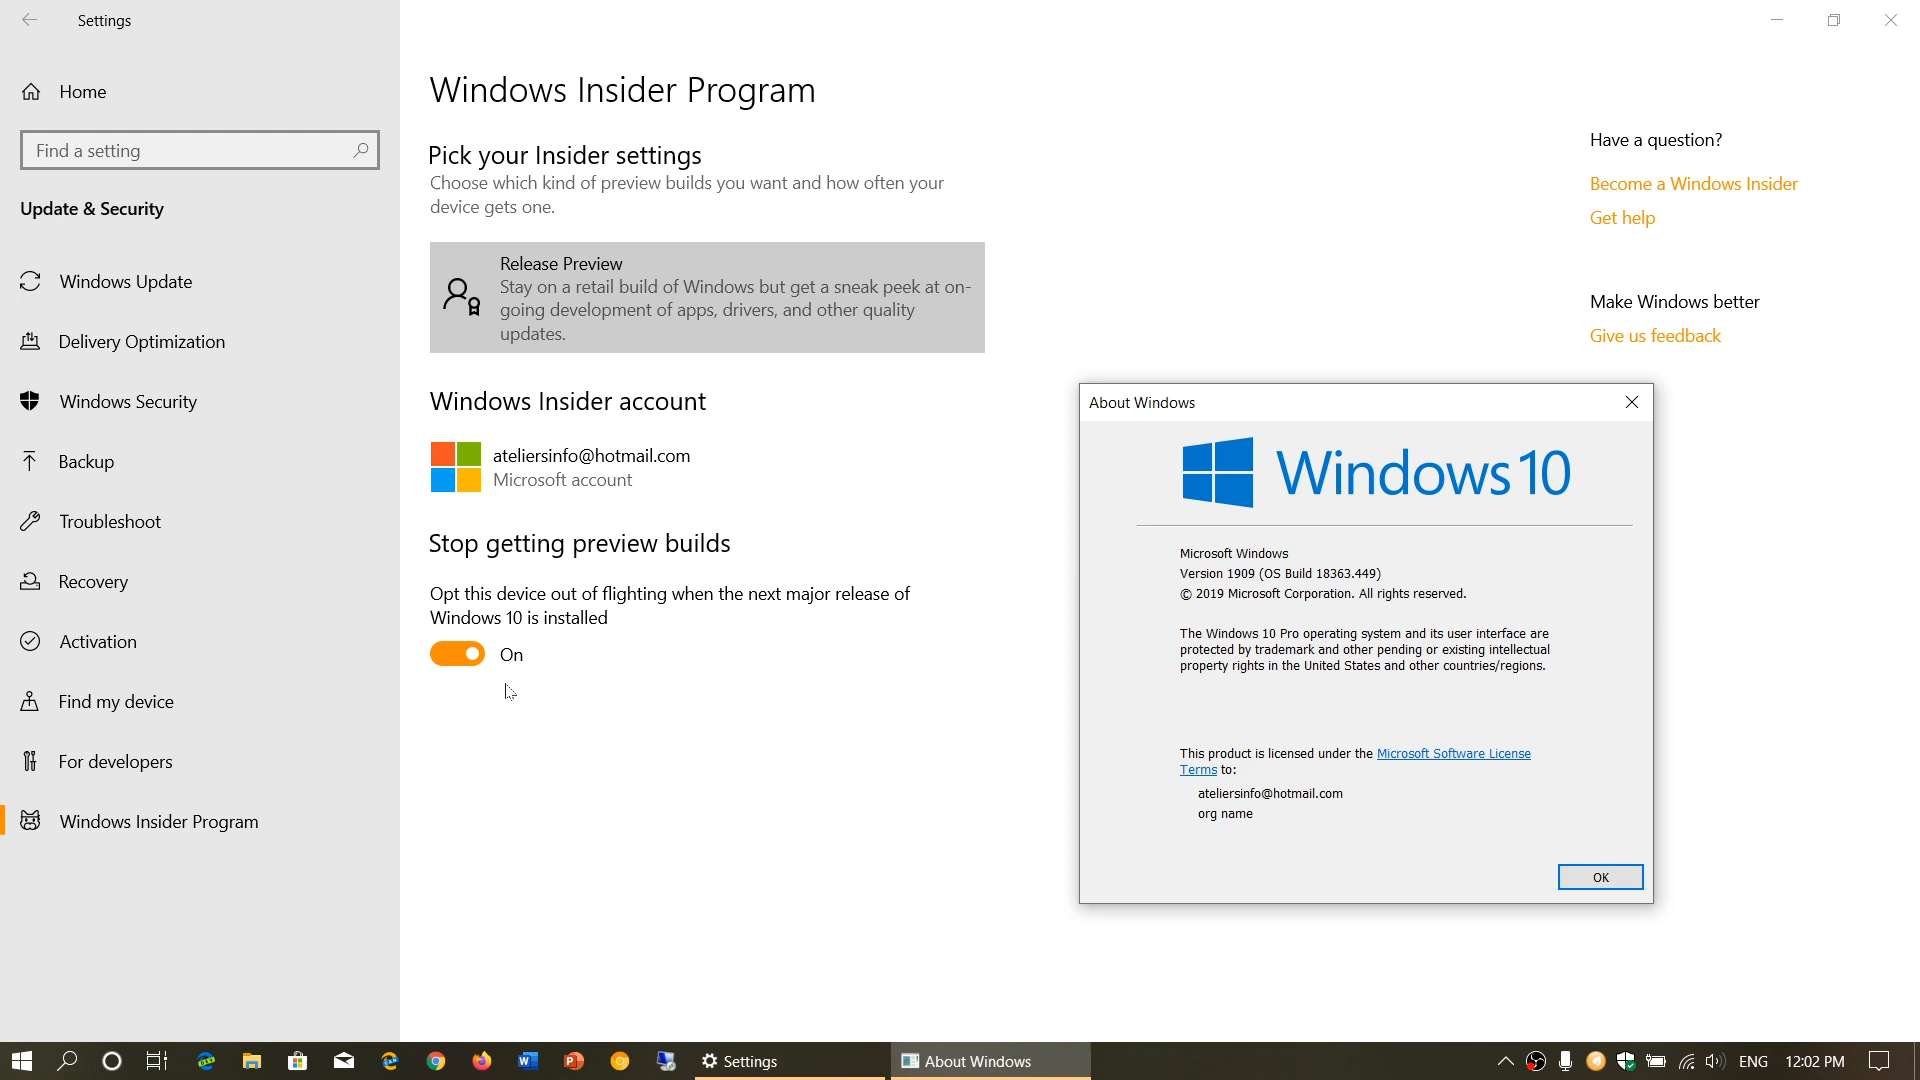 Settings
Home
Find a setting
Update & Security
Windows Update
Delivery Optimization
Windows Security
Backup
Troubleshoot
Recovery
Activation
Find my device
For developers
Windows Insider Program
Windows Insider Program
Pick your Insider settings
Choose which kind of preview builds you want and how often your
device gets one.
Release Preview
Stay on a retail build of Windows but get a sneak peek at on-
going development of apps, drivers, and other quality
updates.
Windows Insider account
ateliersinfo@hotmail.com
Microsoft account
Stop getting preview builds
Opt this device out of flighting when the next major release of
Windows 10 is installed
On
Have a question?
Become a Windows Insider
Get help
Make Windows better
Give us feedback
About Windows
Windows 10
Microsoft Windows
Version 1909 (OS Build 18363.449)
© 2019 Microsoft Corporation. All rights reserved.
The Windows 10 Pro operating system and its user interface are
protected by trademark and other pending or existing intellectual
property rights in the United States and other countries/regions.
This product is licensed under the Microsoft Software License
Terms to:
ateliersinfo@hotmail.com
org name
OK
Settings
About Windows
ENG
12:02 PM